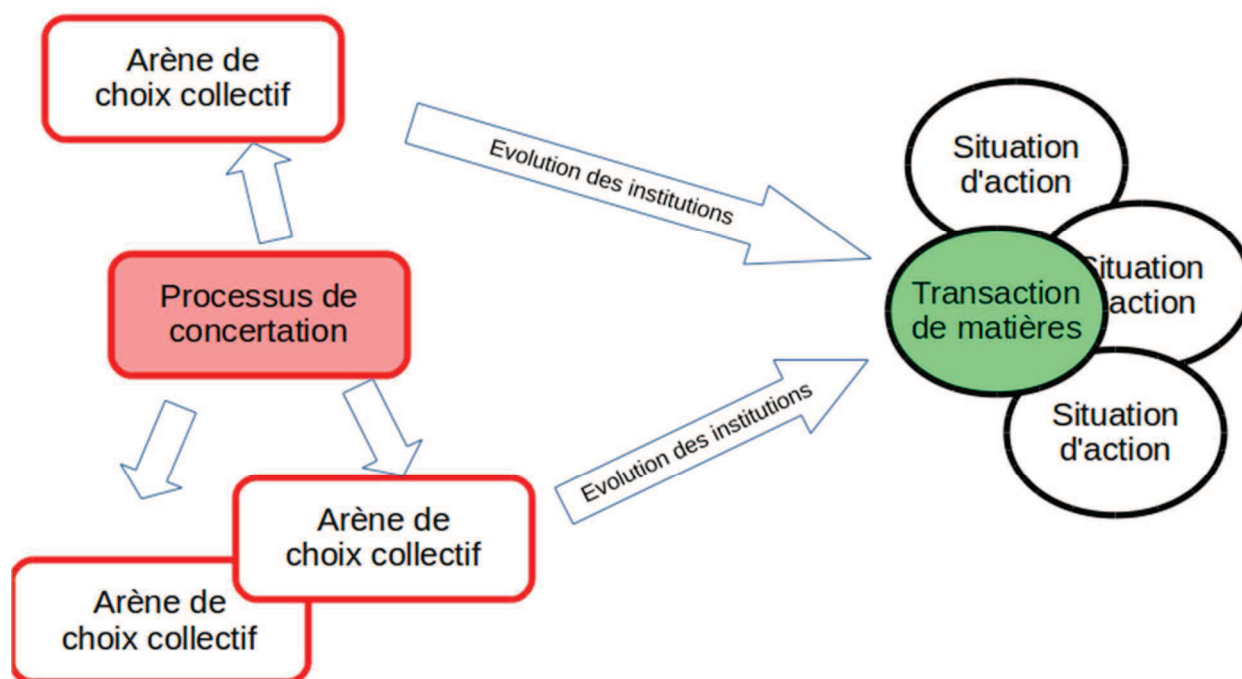 Arène de
choix collectif
Evolution des institutions
Situation
d'action
Processus de
concertation
Transaction
de matières
Situation
action
Evolution des institutions
Situation
d'action
Arène de
choix collectif
Arène de
choix collectif